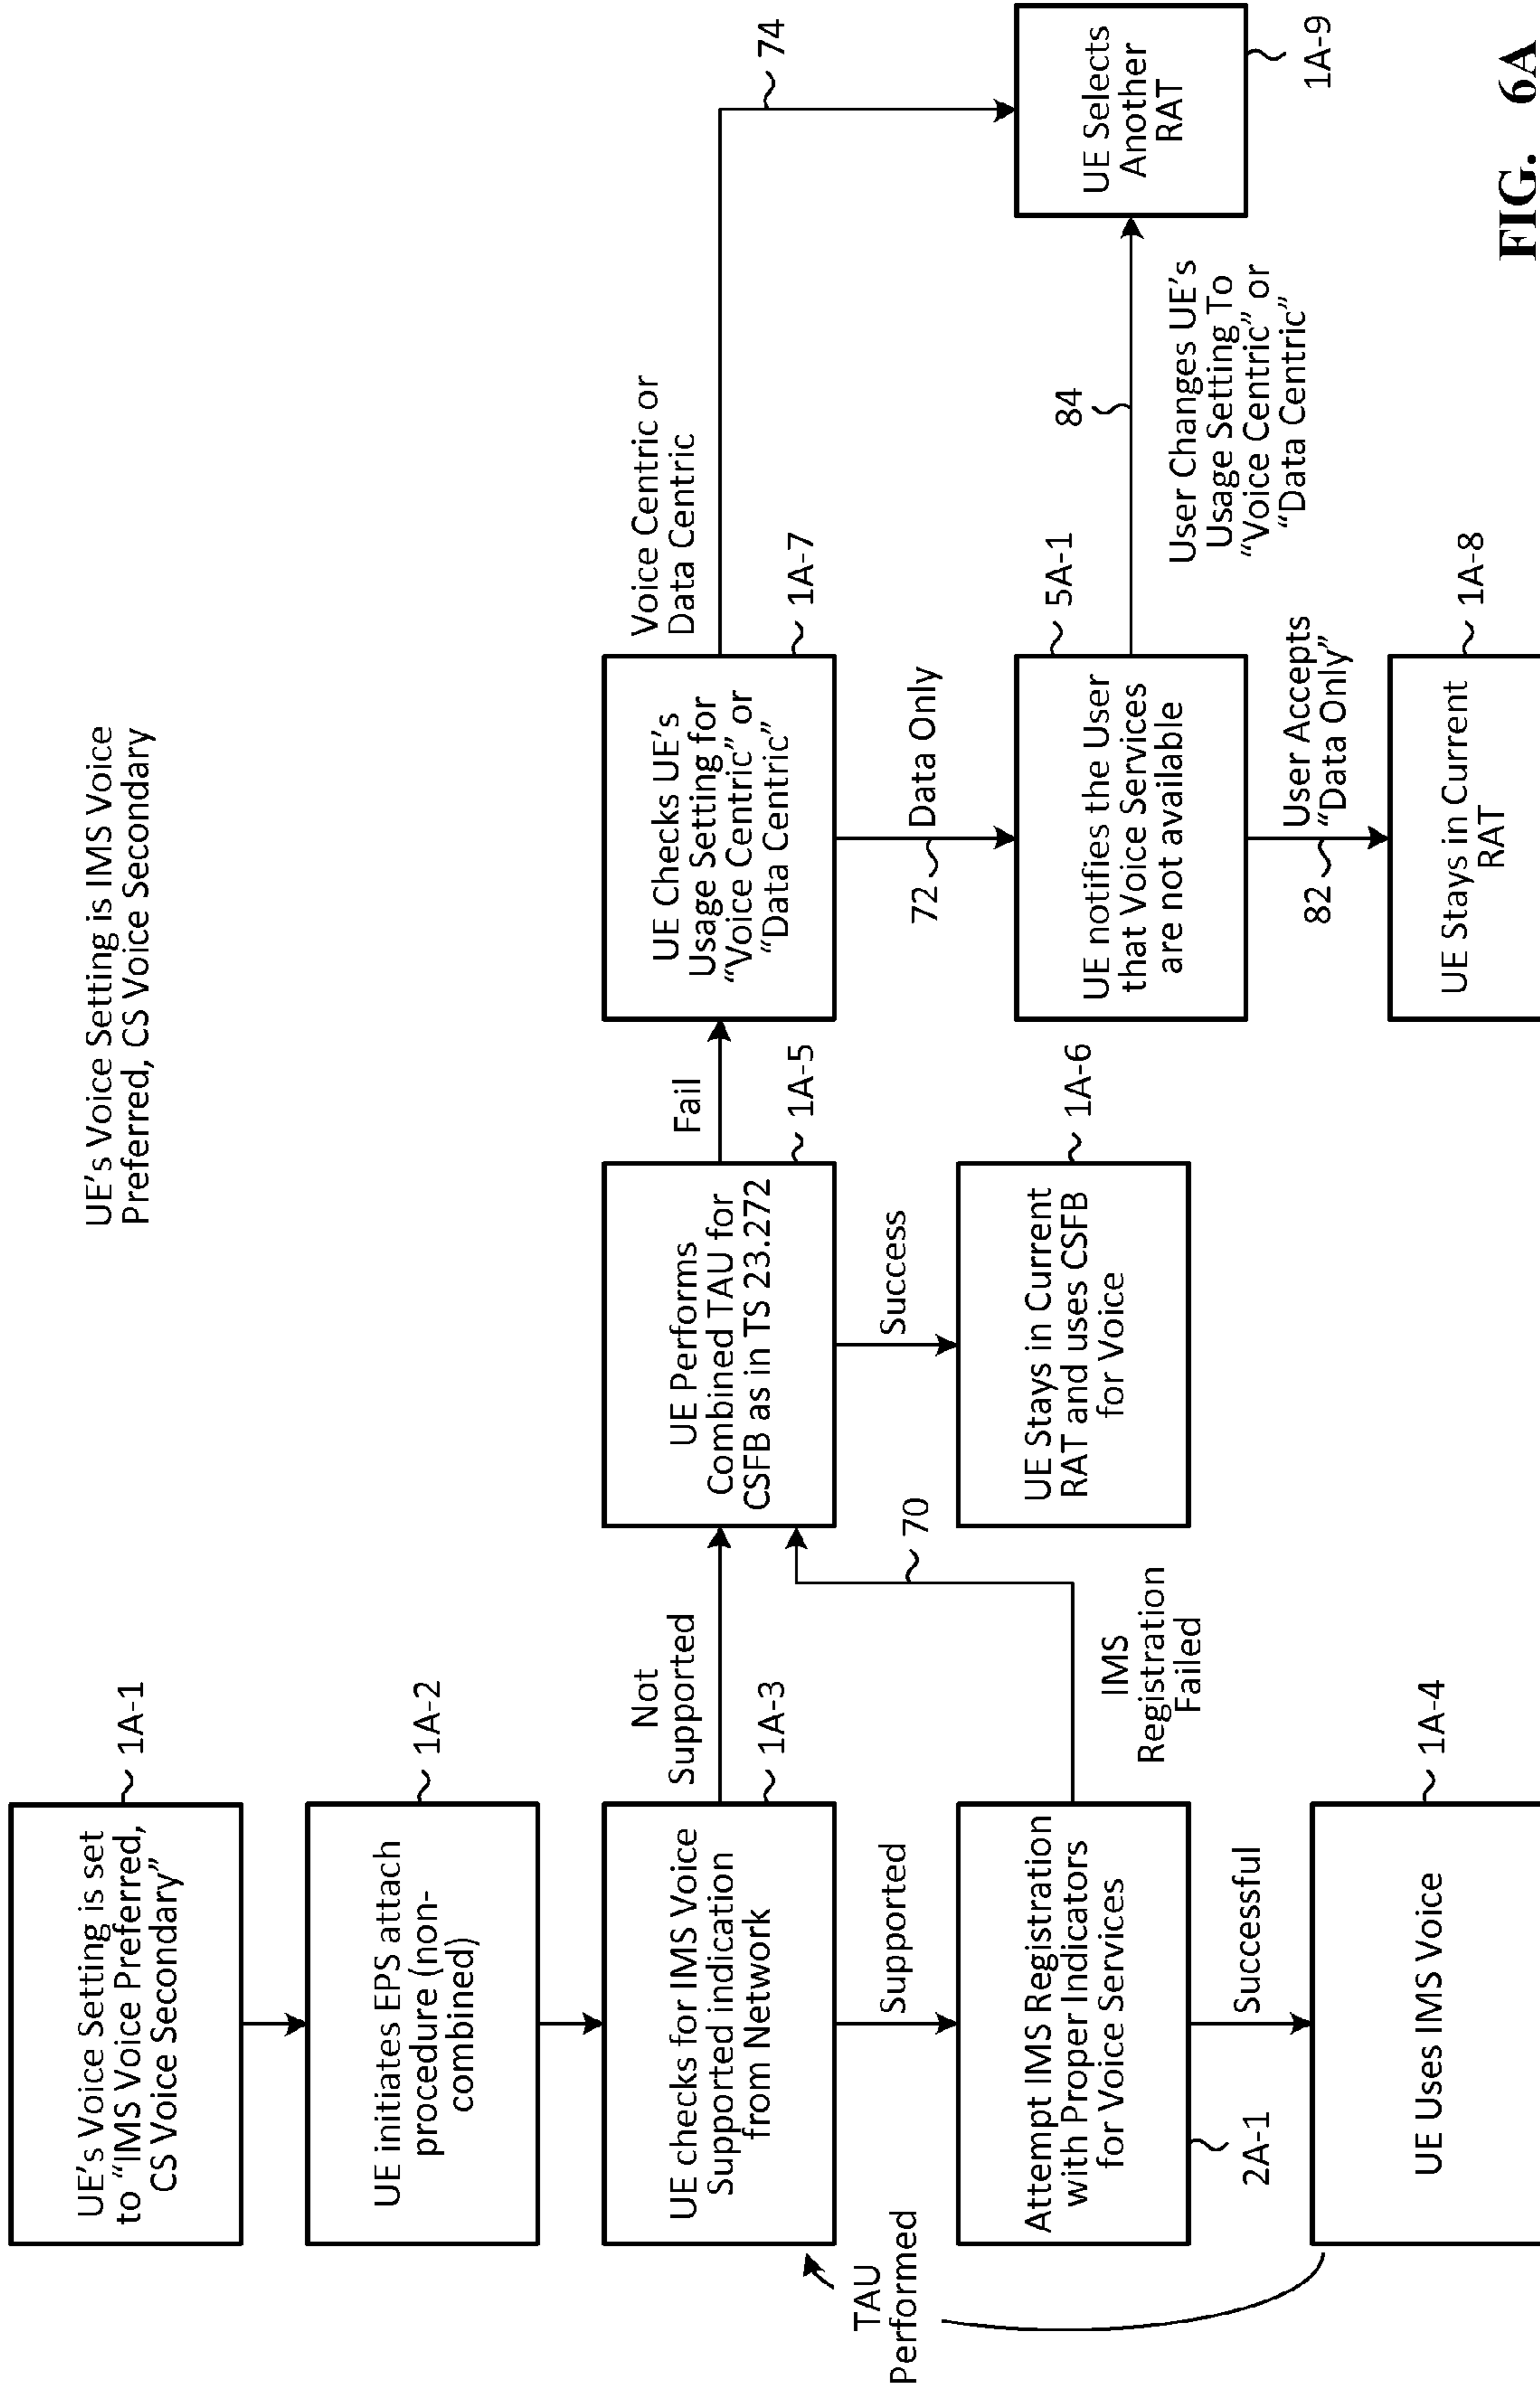 UE's Voice Setting is IMS Voice
Preferred, CS Voice Secondary
UE's Voice Setting is set
to “IMS Voice Preferred,
CS Voice Secondary”
1A-1
UE initiates EPS attach
procedure (non-
combined)
1A-2
UE checks for IMS Voice
Supported indication
from Network
1A-3
Not
Supported
UE Performs
Combined TAU for
CSFB as in TS 23.272
1A-5
Fail
UE Checks UE's
Usage Setting for
“Voice Centric” or
“Data Centric”
1A-7
Voice Centric or
Data Centric
74
TAU
Performed
Supported
Success
72
Data Only
Attempt IMS Registration
with Proper Indicators
for Voice Services
2A-1
IMS
Registration
Failed
70
UE Stays in Current
RAT and uses CSFB
for Voice
1A-6
UE notifies the User
that Voice Services
are not available
5A-1
84
User Changes UE's
Usage Setting To
“Voice Centric” or
“Data Centric”
UE Selects
Another
RAT
1A-9
Successful
82
User Accepts
“Data Only”
UE Uses IMS Voice
1A-4
UE Stays in Current
RAT
1A-8
FIG. 6A